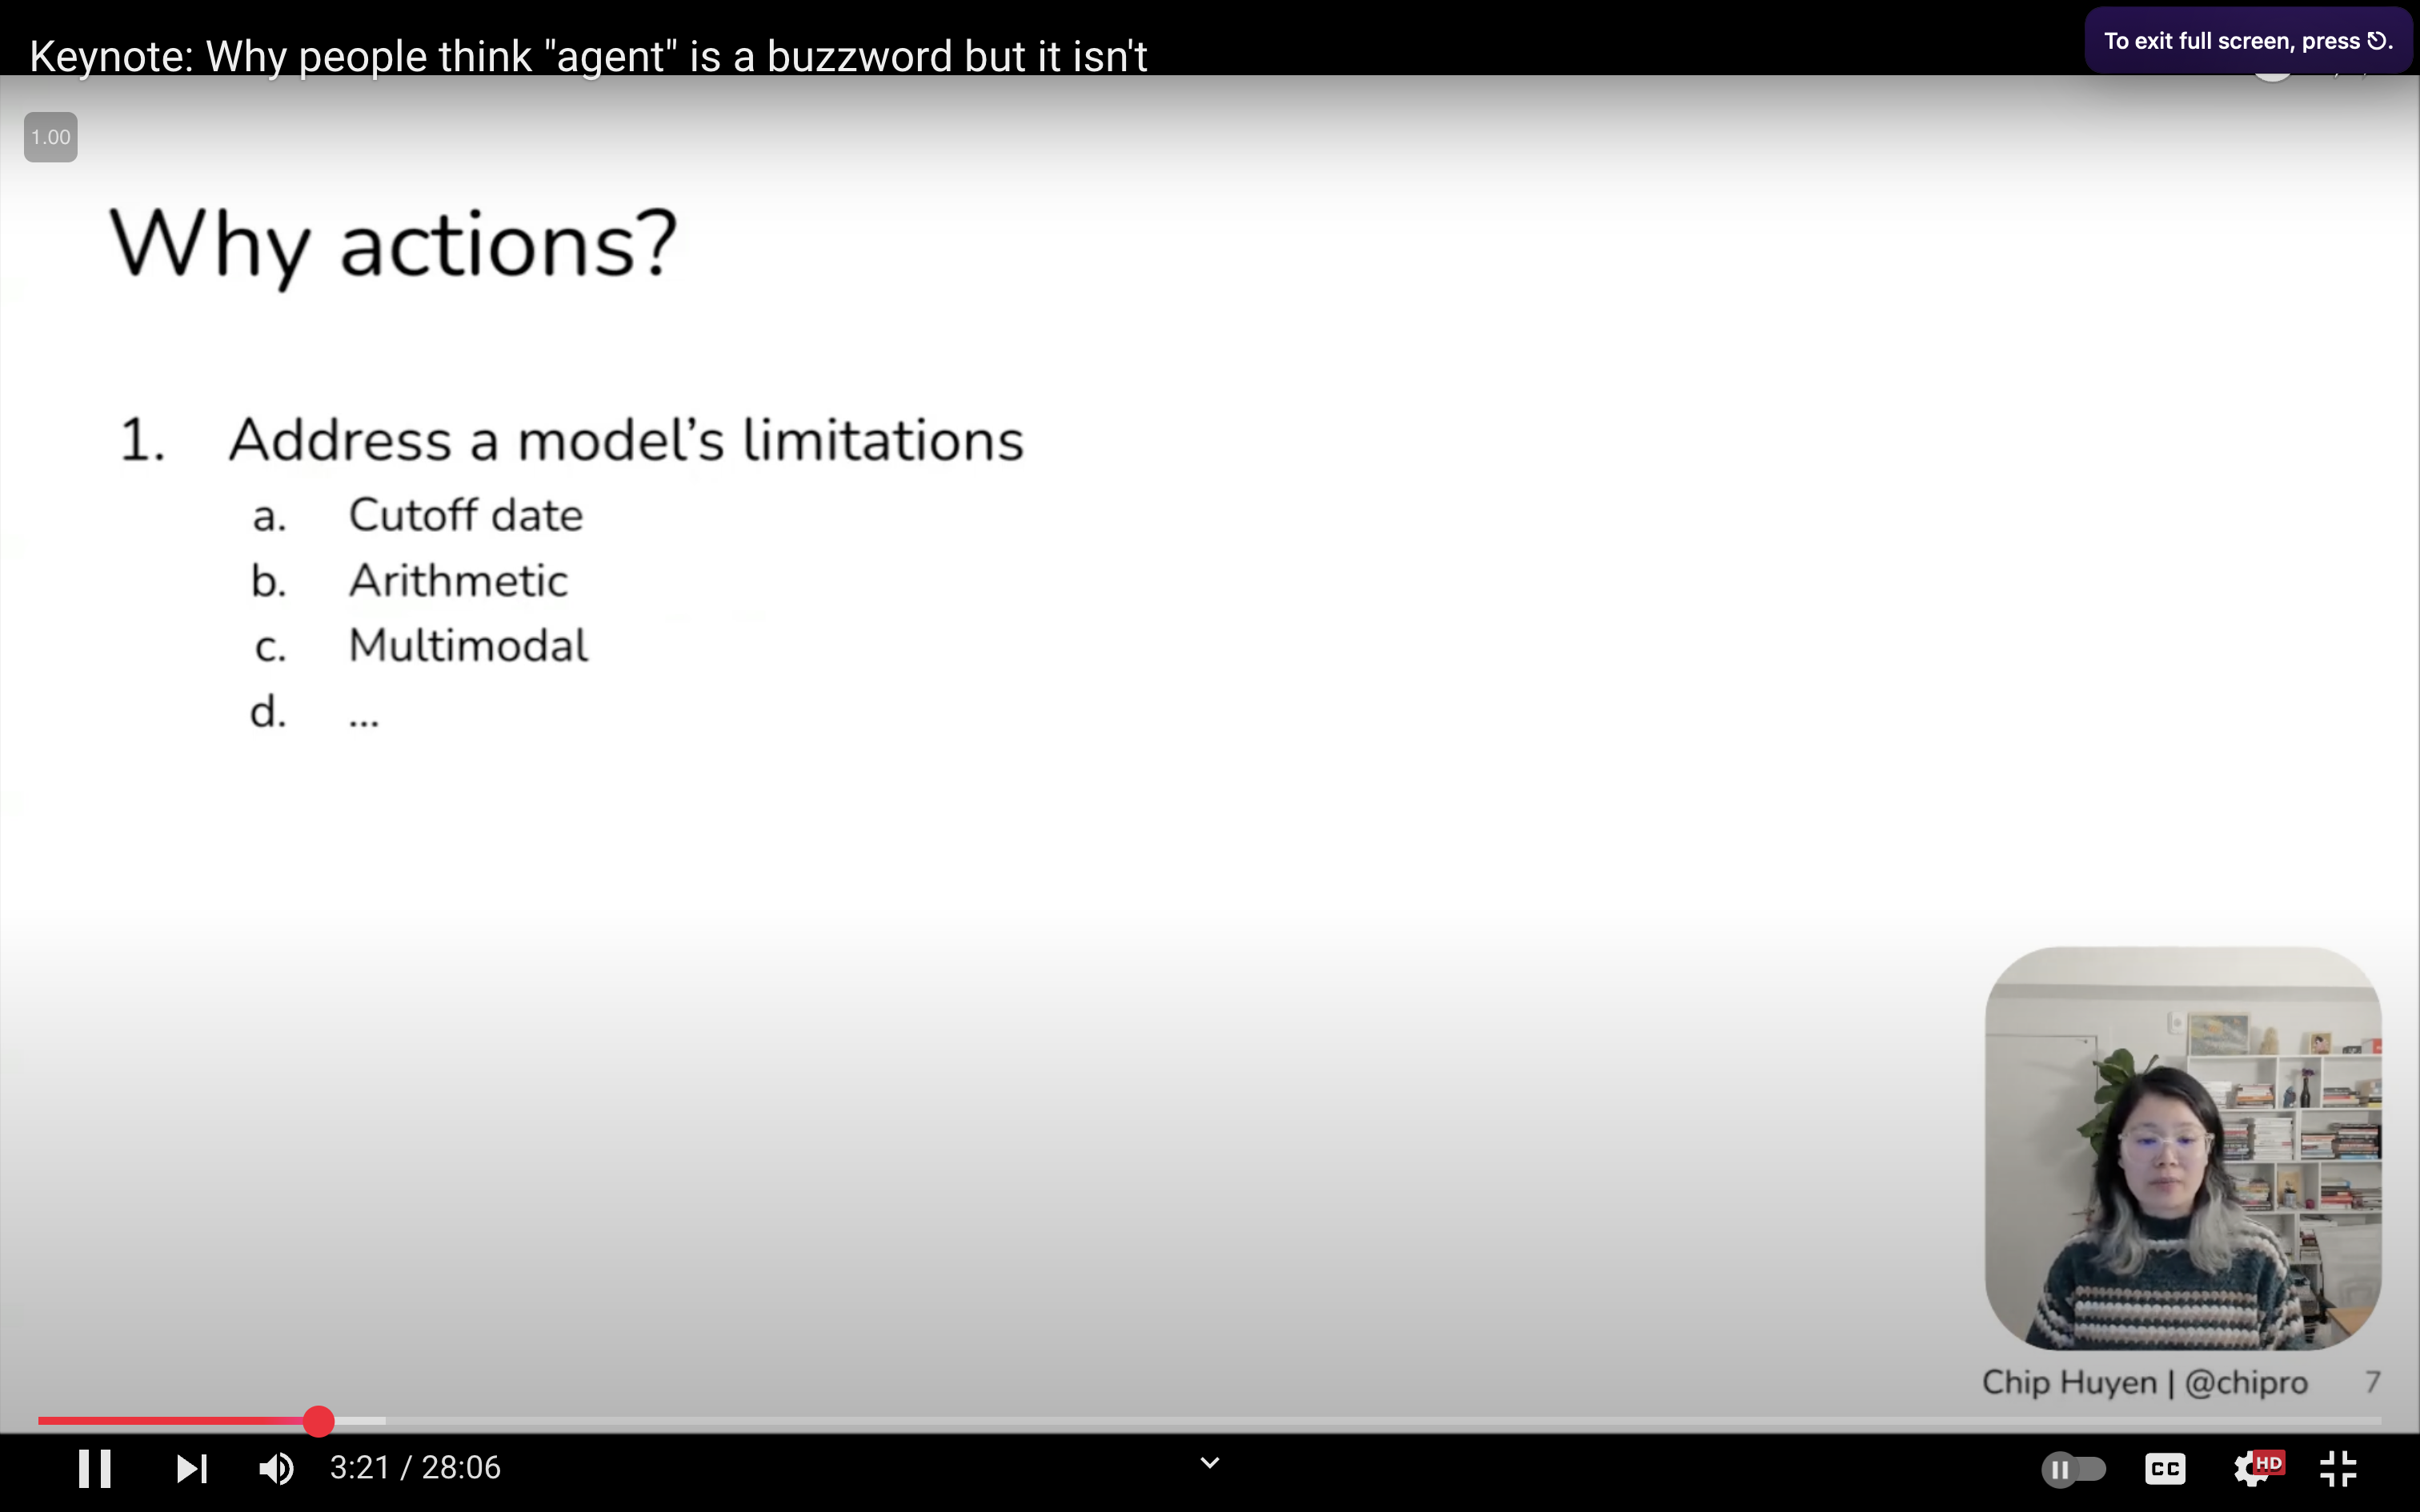 Keynote: Why people think "agent" is a buzzword but it isn't
To exit full screen, press ⎋.
1.00
Why actions?
1. Address a model’s limitations
a. Cutoff date
b. Arithmetic
c. Multimodal
d. ...
Chip Huyen | @chipro 7
3:21 / 28:06
CC
HD